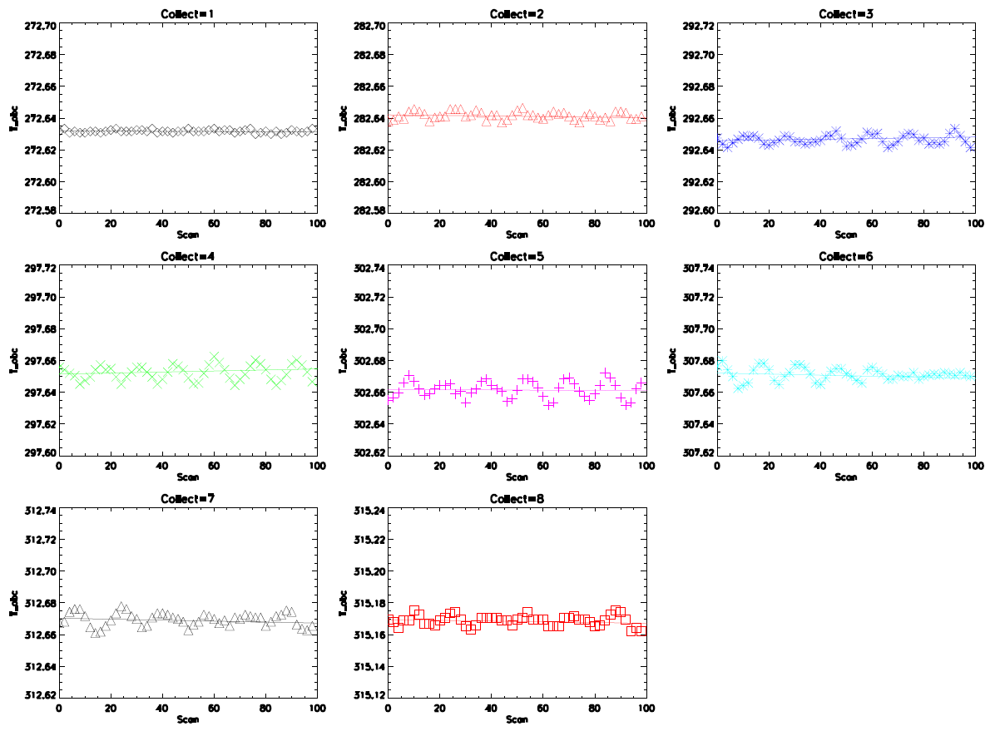 Collect=1
272.70
272.68
272.66
272.64
272.62
272.60
272.58
T_obc
0 20 40 60 80 100
Scan
Collect=2
282.70
282.68
282.66
282.64
282.62
282.60
282.58
T_obc
0 20 40 60 80 100
Scan
Collect=3
292.72
292.70
292.68
292.66
292.64
292.62
292.60
T_obc
0 20 40 60 80 100
Scan
Collect=4
297.72
297.70
297.68
297.66
297.64
297.62
297.60
T_obc
0 20 40 60 80 100
Scan
Collect=5
302.74
302.72
302.70
302.68
302.66
302.64
302.62
T_obc
0 20 40 60 80 100
Scan
Collect=6
307.74
307.72
307.70
307.68
307.66
307.64
307.62
T_obc
0 20 40 60 80 100
Scan
Collect=7
312.74
312.72
312.70
312.68
312.66
312.64
312.62
T_obc
0 20 40 60 80 100
Scan
Collect=8
315.24
315.22
315.20
315.18
315.16
315.14
315.12
T_obc
0 20 40 60 80 100
Scan